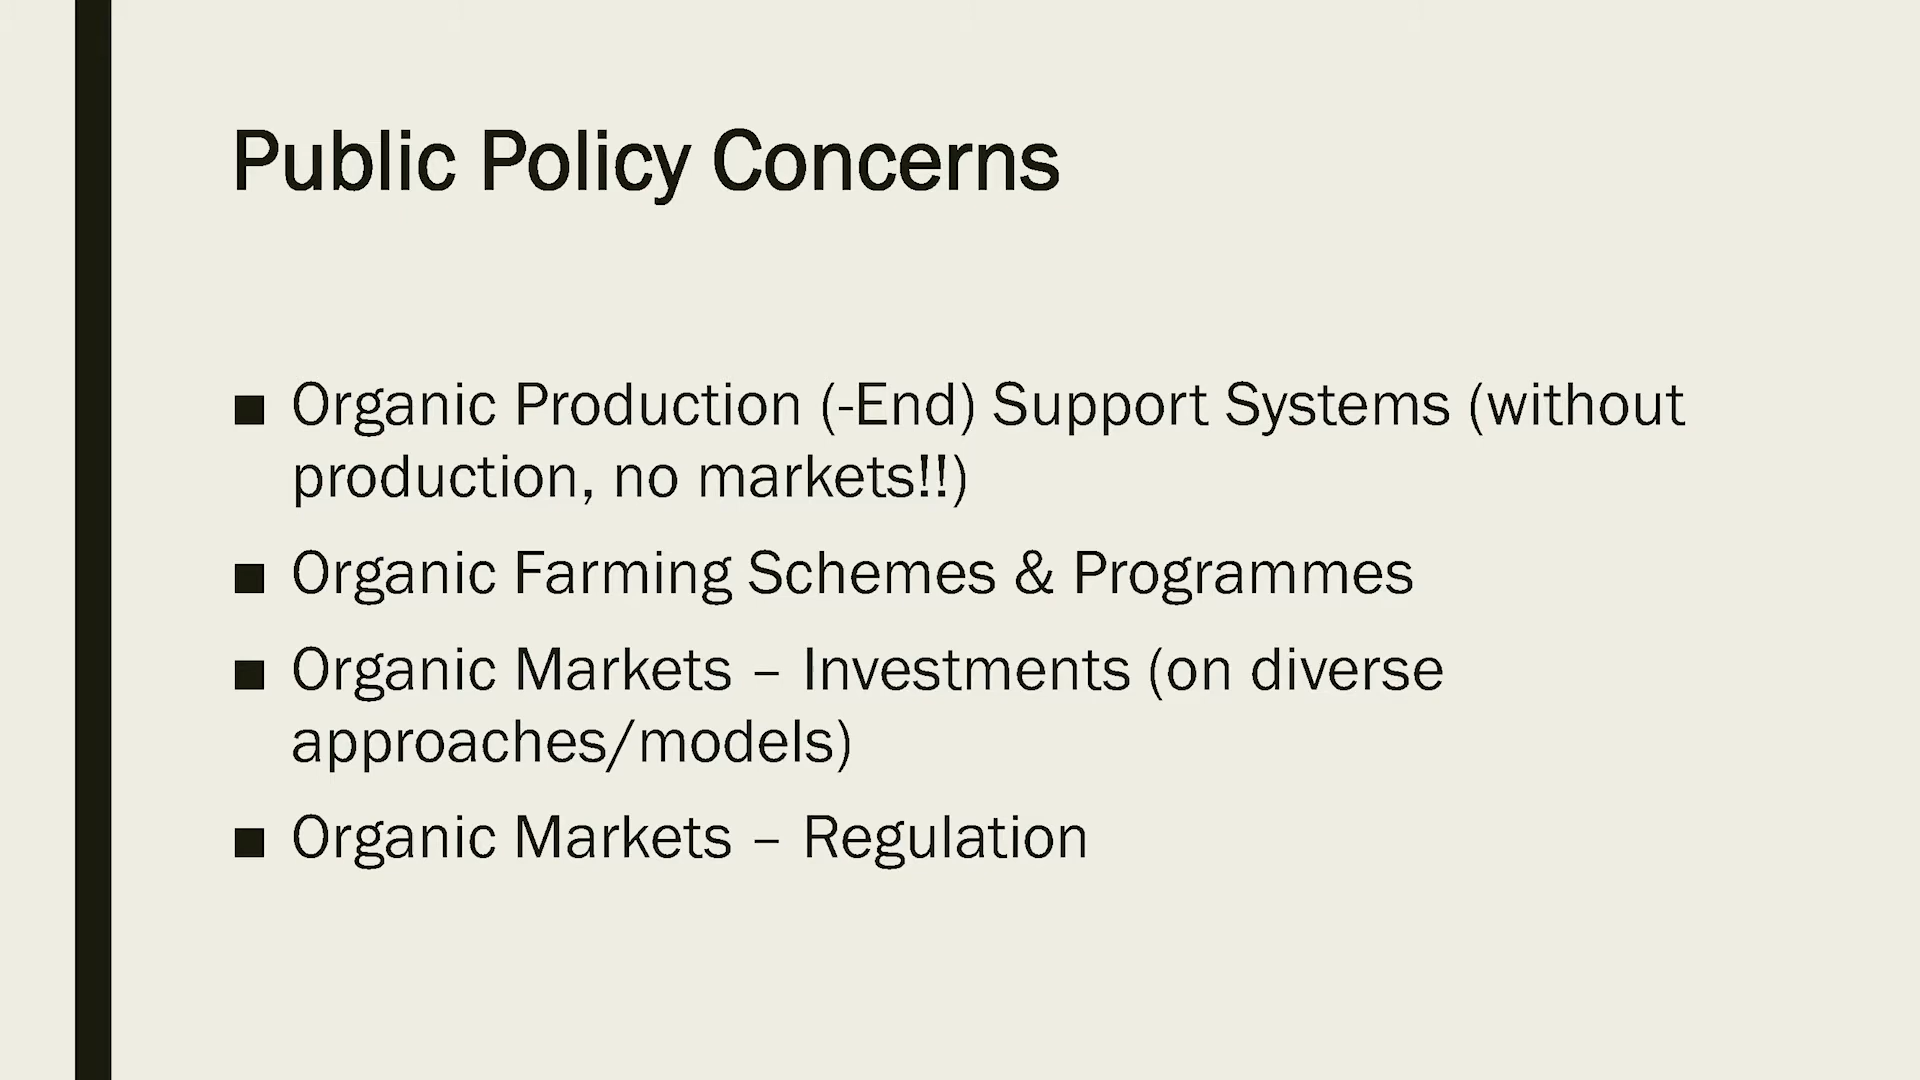 Public Policy Concerns
■ Organic Production (-End) Support Systems (without
production, no markets!!)
■ Organic Farming Schemes & Programmes
■ Organic Markets – Investments (on diverse
approaches/models)
■ Organic Markets – Regulation